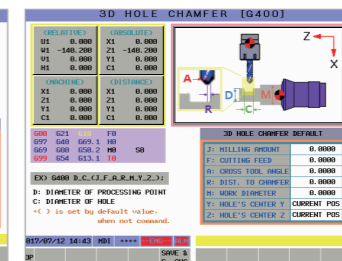 3D HOLE CHAMFER [G400]
(RELATIVE) (ABSOLUTE)
U1 0.000 X1 0.000
W1 -140.200 Z1 -140.200
V1 0.000 Y1 0.000
H1 0.000 C1 0.000
(MACHINE) (DISTANCE)
X1 0.000 X1 0.000
Z1 0.000 Z1 0.000
Y1 0.000 Y1 0.000
C1 0.000 C1 0.000
Z
X
A
R
D
M
G21 F0
G97 G40 G69.1 H0
G69 G80 G50.2 M0 S0
G99 G54 G13.1 T0
EX) G400 D_C_(J_F_A_R_M_Y_Z_);
D: DIAMETER OF PROCESSING POINT
C: DIAMETER OF HOLE
*( ) is set by default value,
when not command.
3D HOLE CHAMFER DEFAULT
J: MILLING AMOUNT 0.0000
F: CUTTING FEED 0.0000
A: CROSS TOOL ANGLE 0.0000
R: DIST. TO CHAMFER 0.0000
M: WORK DIAMETER 0.0000
Y: HOLE'S CENTER Y CURRENT POS
Z: HOLE'S CENTER Z CURRENT POS
017/07/12 14:43 MDI **** --EMG-- ALM
SAVE &